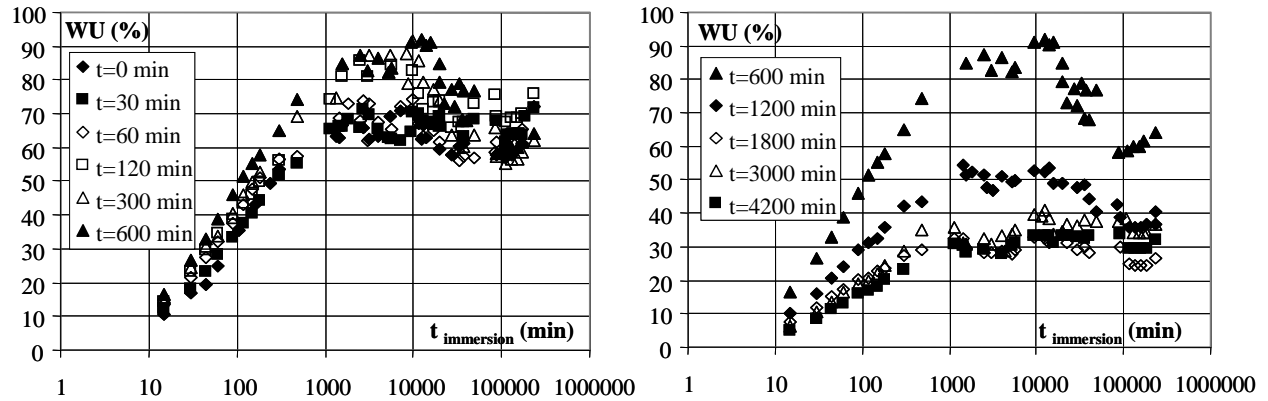 100
WU (%)
90
◆ t=0 min
80
■ t=30 min
70
◇ t=60 min
60
□ t=120 min
50
△ t=300 min
40
▲ t=600 min
30
20
10
t immersion (min)
0
1 10 100 1000 10000 100000 1000000
100
WU (%)
90
▲ t=600 min
80
◆ t=1200 min
70
◇ t=1800 min
60
△ t=3000 min
50
■ t=4200 min
40
30
20
10
t immersion (min)
0
1 10 100 1000 10000 100000 1000000